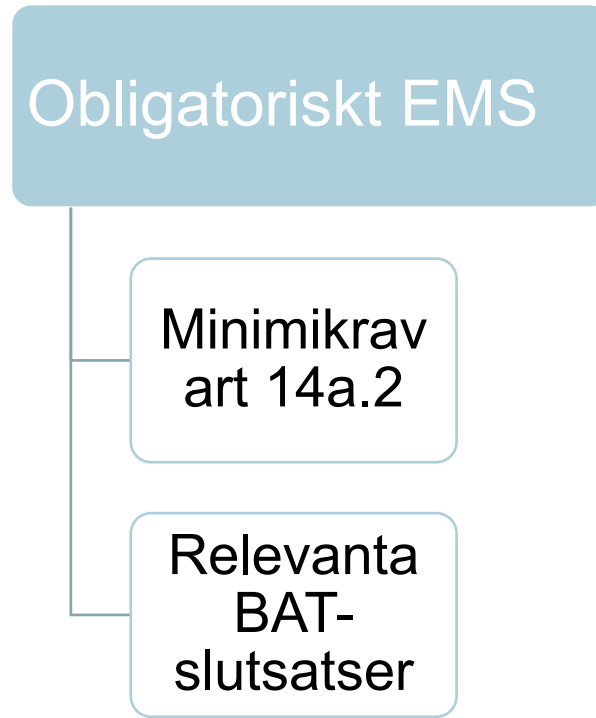 Obligatoriskt EMS
Minimikrav
art 14a.2
Relevanta
BAT-
slutsatser